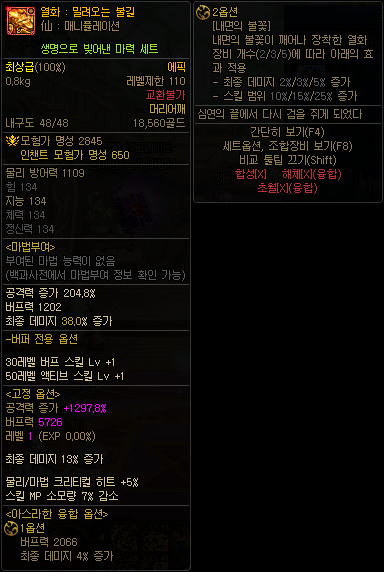 열화 : 밀려오는 불길
仙 : 매니퓰레이션
생명으로 빚어낸 마력 세트
최상급(100%) 에픽
0.8kg 레벨제한 110
교환불가
머리어깨
내구도 48/48 18,560골드
모험가 명성 2845
인챈트 모험가 명성 650
물리 방어력 1109
힘 134
지능 134
체력 134
정신력 134
<마법부여>
부여된 마법 능력이 없음
(백과사전에서 마법부여 정보 확인 가능)
공격력 증가 204.8%
버프력 1202
최종 데미지 38.0% 증가
-버퍼 전용 옵션
30레벨 버프 스킬 Lv +1
50레벨 액티브 스킬 Lv +1
<고정 옵션>
공격력 증가 +1297.8%
버프력 5726
레벨 1 (EXP 0.00%)
최종 데미지 13% 증가
물리/마법 크리티컬 히트 +5%
스킬 MP 소모량 7% 감소
<아스라한 융합 옵션>
1옵션
버프력 2066
최종 데미지 4% 증가
2옵션
[내면의 불꽃]
내면의 불꽃이 깨어나 장착한 열화
장비 개수(2/3/5)에 따라 아래의 효
과 적용
- 최종 데미지 2%/3%/5% 증가
- 스킬 범위 10%/15%/25% 증가
심연의 끝에서 다시 검을 쥐게 되었다
간단히 보기(F4)
세트옵션, 조합장비 보기(F8)
비교 툴팁 끄기(Shift)
합성[X] 해체[X](융합)
초월[X](융합)